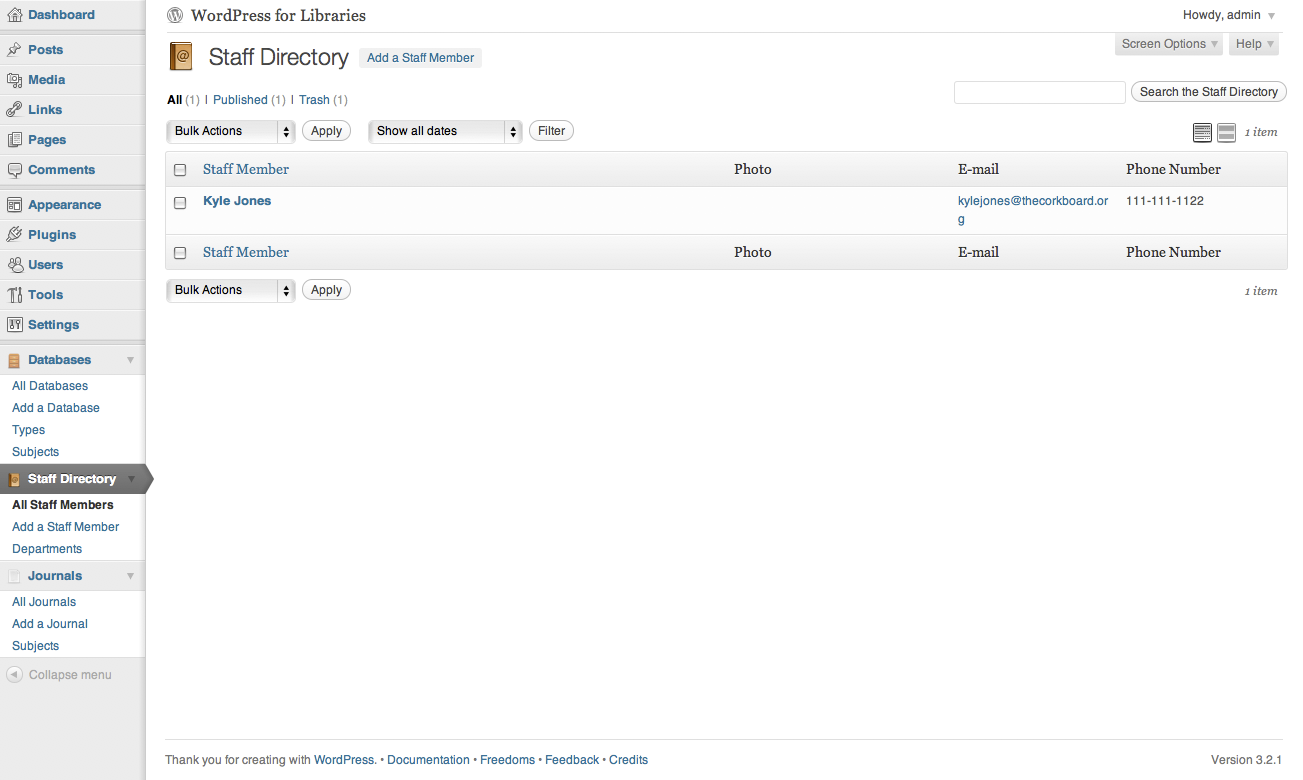 Dashboard
Posts
Media
Links
Pages
Comments
Appearance
Plugins
Users
Tools
Settings
Databases
All Databases
Add a Database
Types
Subjects
Staff Directory
All Staff Members
Add a Staff Member
Departments
Journals
All Journals
Add a Journal
Subjects
Collapse menu
WordPress for Libraries
Howdy, admin
Screen Options
Help
Staff Directory
Add a Staff Member
All (1) | Published (1) | Trash (1)
Search the Staff Directory
Bulk Actions Apply Show all dates Filter
1 item
Staff Member Photo E-mail Phone Number
Kyle Jones kylejones@thecorkboard.or 111-111-1122
g
Staff Member Photo E-mail Phone Number
Bulk Actions Apply
1 item
Thank you for creating with WordPress. • Documentation • Freedoms • Feedback • Credits
Version 3.2.1